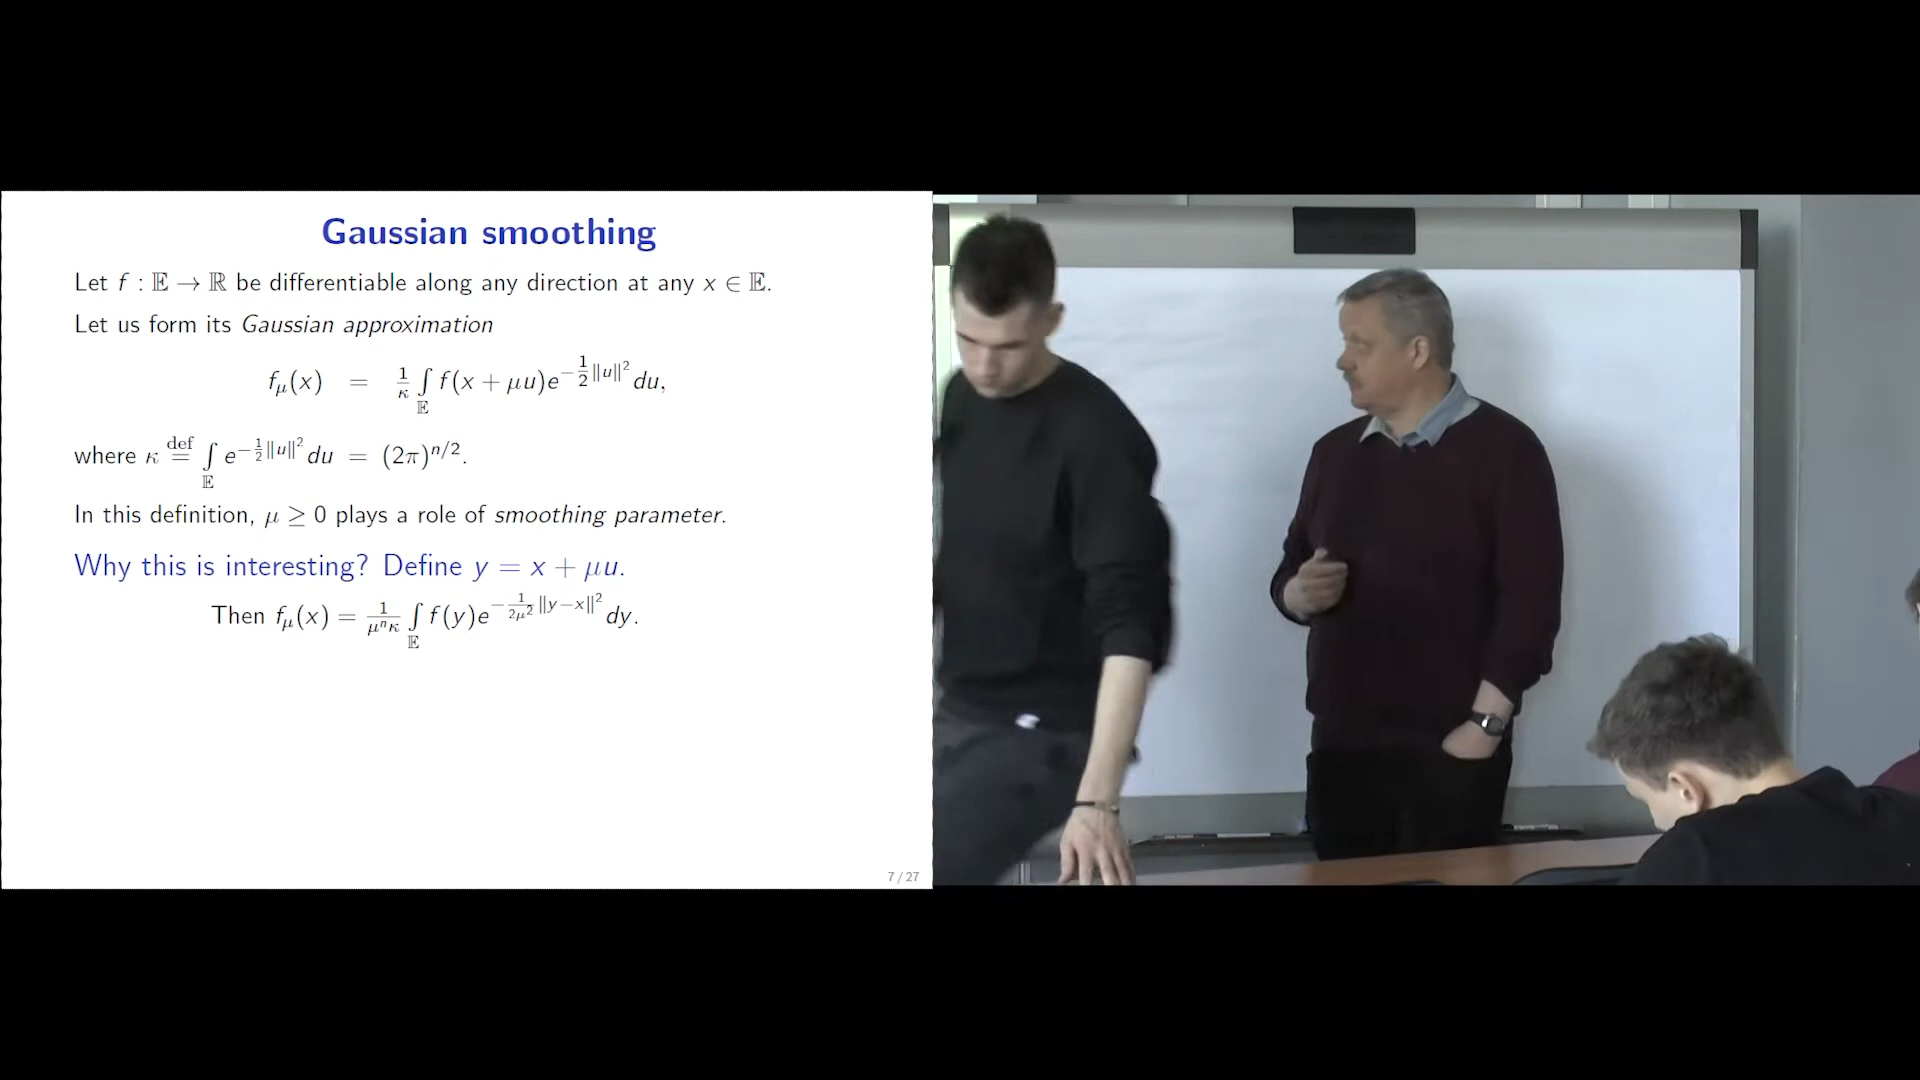 Gaussian smoothing
Let f : 𝔼 → ℝ be differentiable along any direction at any x ∈ 𝔼.
Let us form its Gaussian approximation
f_μ(x) = 1/κ ∫_𝔼 f(x + μu)e^{−1/2‖u‖²} du,
where κ def= ∫_𝔼 e^{−1/2‖u‖²} du = (2π)^{n/2}.
In this definition, μ ≥ 0 plays a role of smoothing parameter.
Why this is interesting? Define y = x + μu.
Then f_μ(x) = 1/(μⁿκ) ∫_𝔼 f(y)e^{−1/(2μ²)‖y−x‖²} dy.
7 / 27